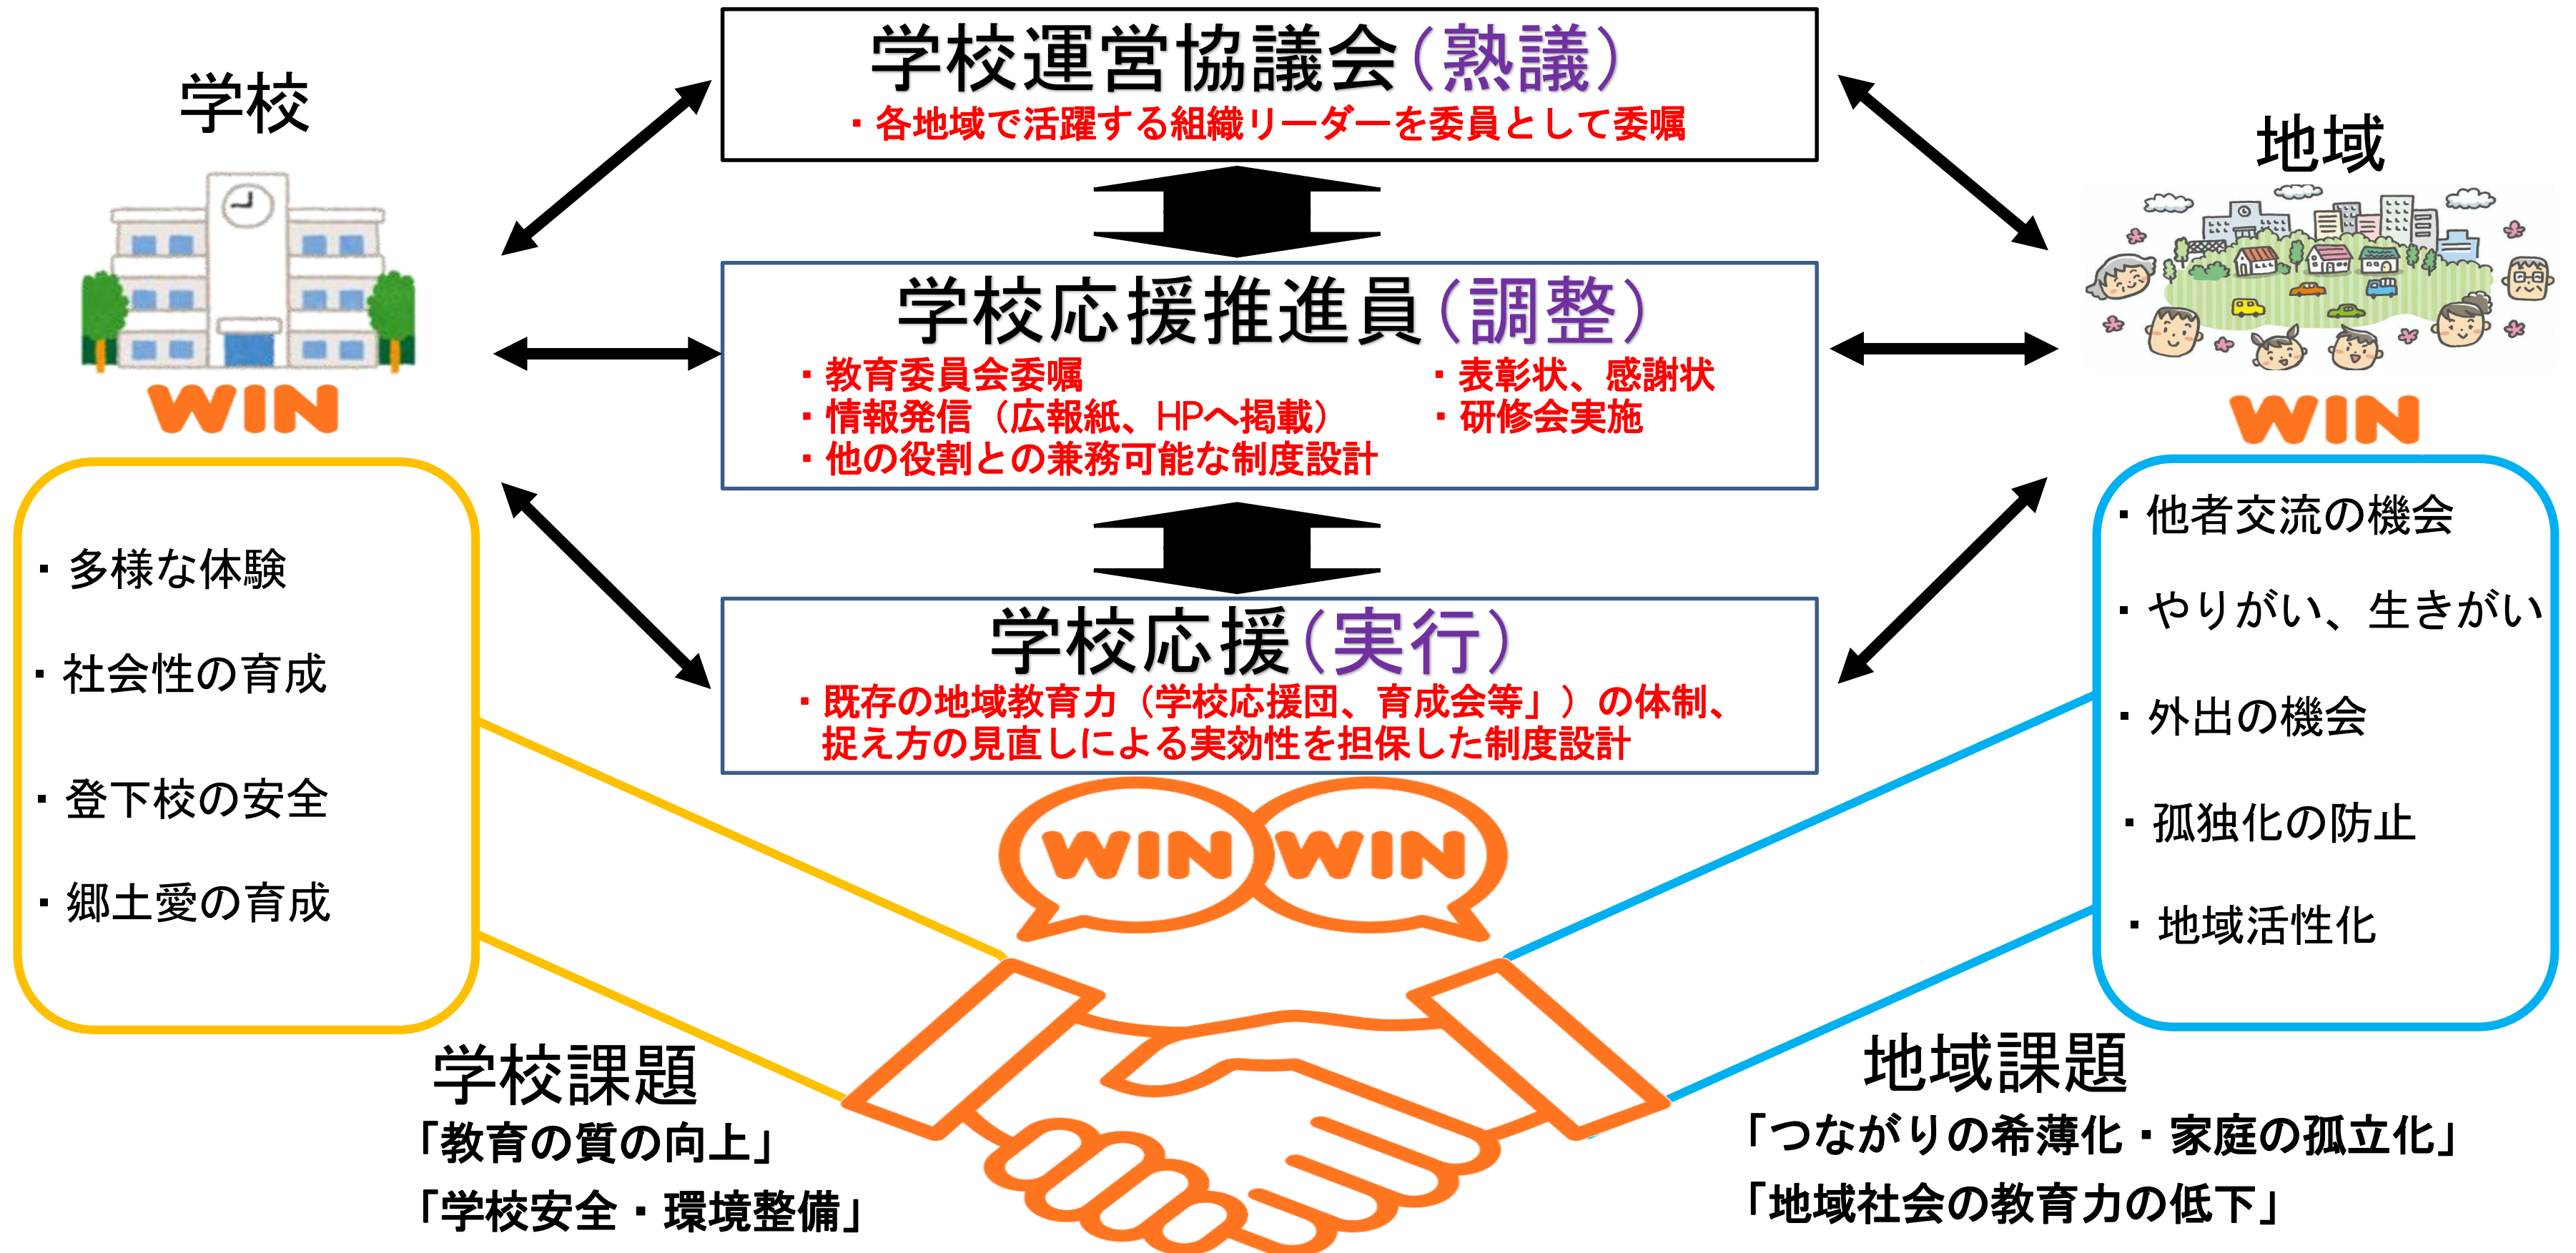 学校
WIN
・多様な体験
・社会性の育成
・登下校の安全
・郷土愛の育成
学校運営協議会(熟議)
・各地域で活躍する組織リーダーを委員として委嘱
学校応援推進員(調整)
・教育委員会委嘱
・情報発信(広報紙、HPへ掲載)
・他の役割との兼務可能な制度設計
・表彰状、感謝状
・研修会実施
学校応援(実行)
・既存の地域教育力(学校応援団、育成会等」)の体制、
捉え方の見直しによる実効性を担保した制度設計
WIN WIN
地域
WIN
・他者交流の機会
・やりがい、生きがい
・外出の機会
・孤独化の防止
・地域活性化
学校課題
「教育の質の向上」
「学校安全・環境整備」
地域課題
「つながりの希薄化・家庭の孤立化」
「地域社会の教育力の低下」